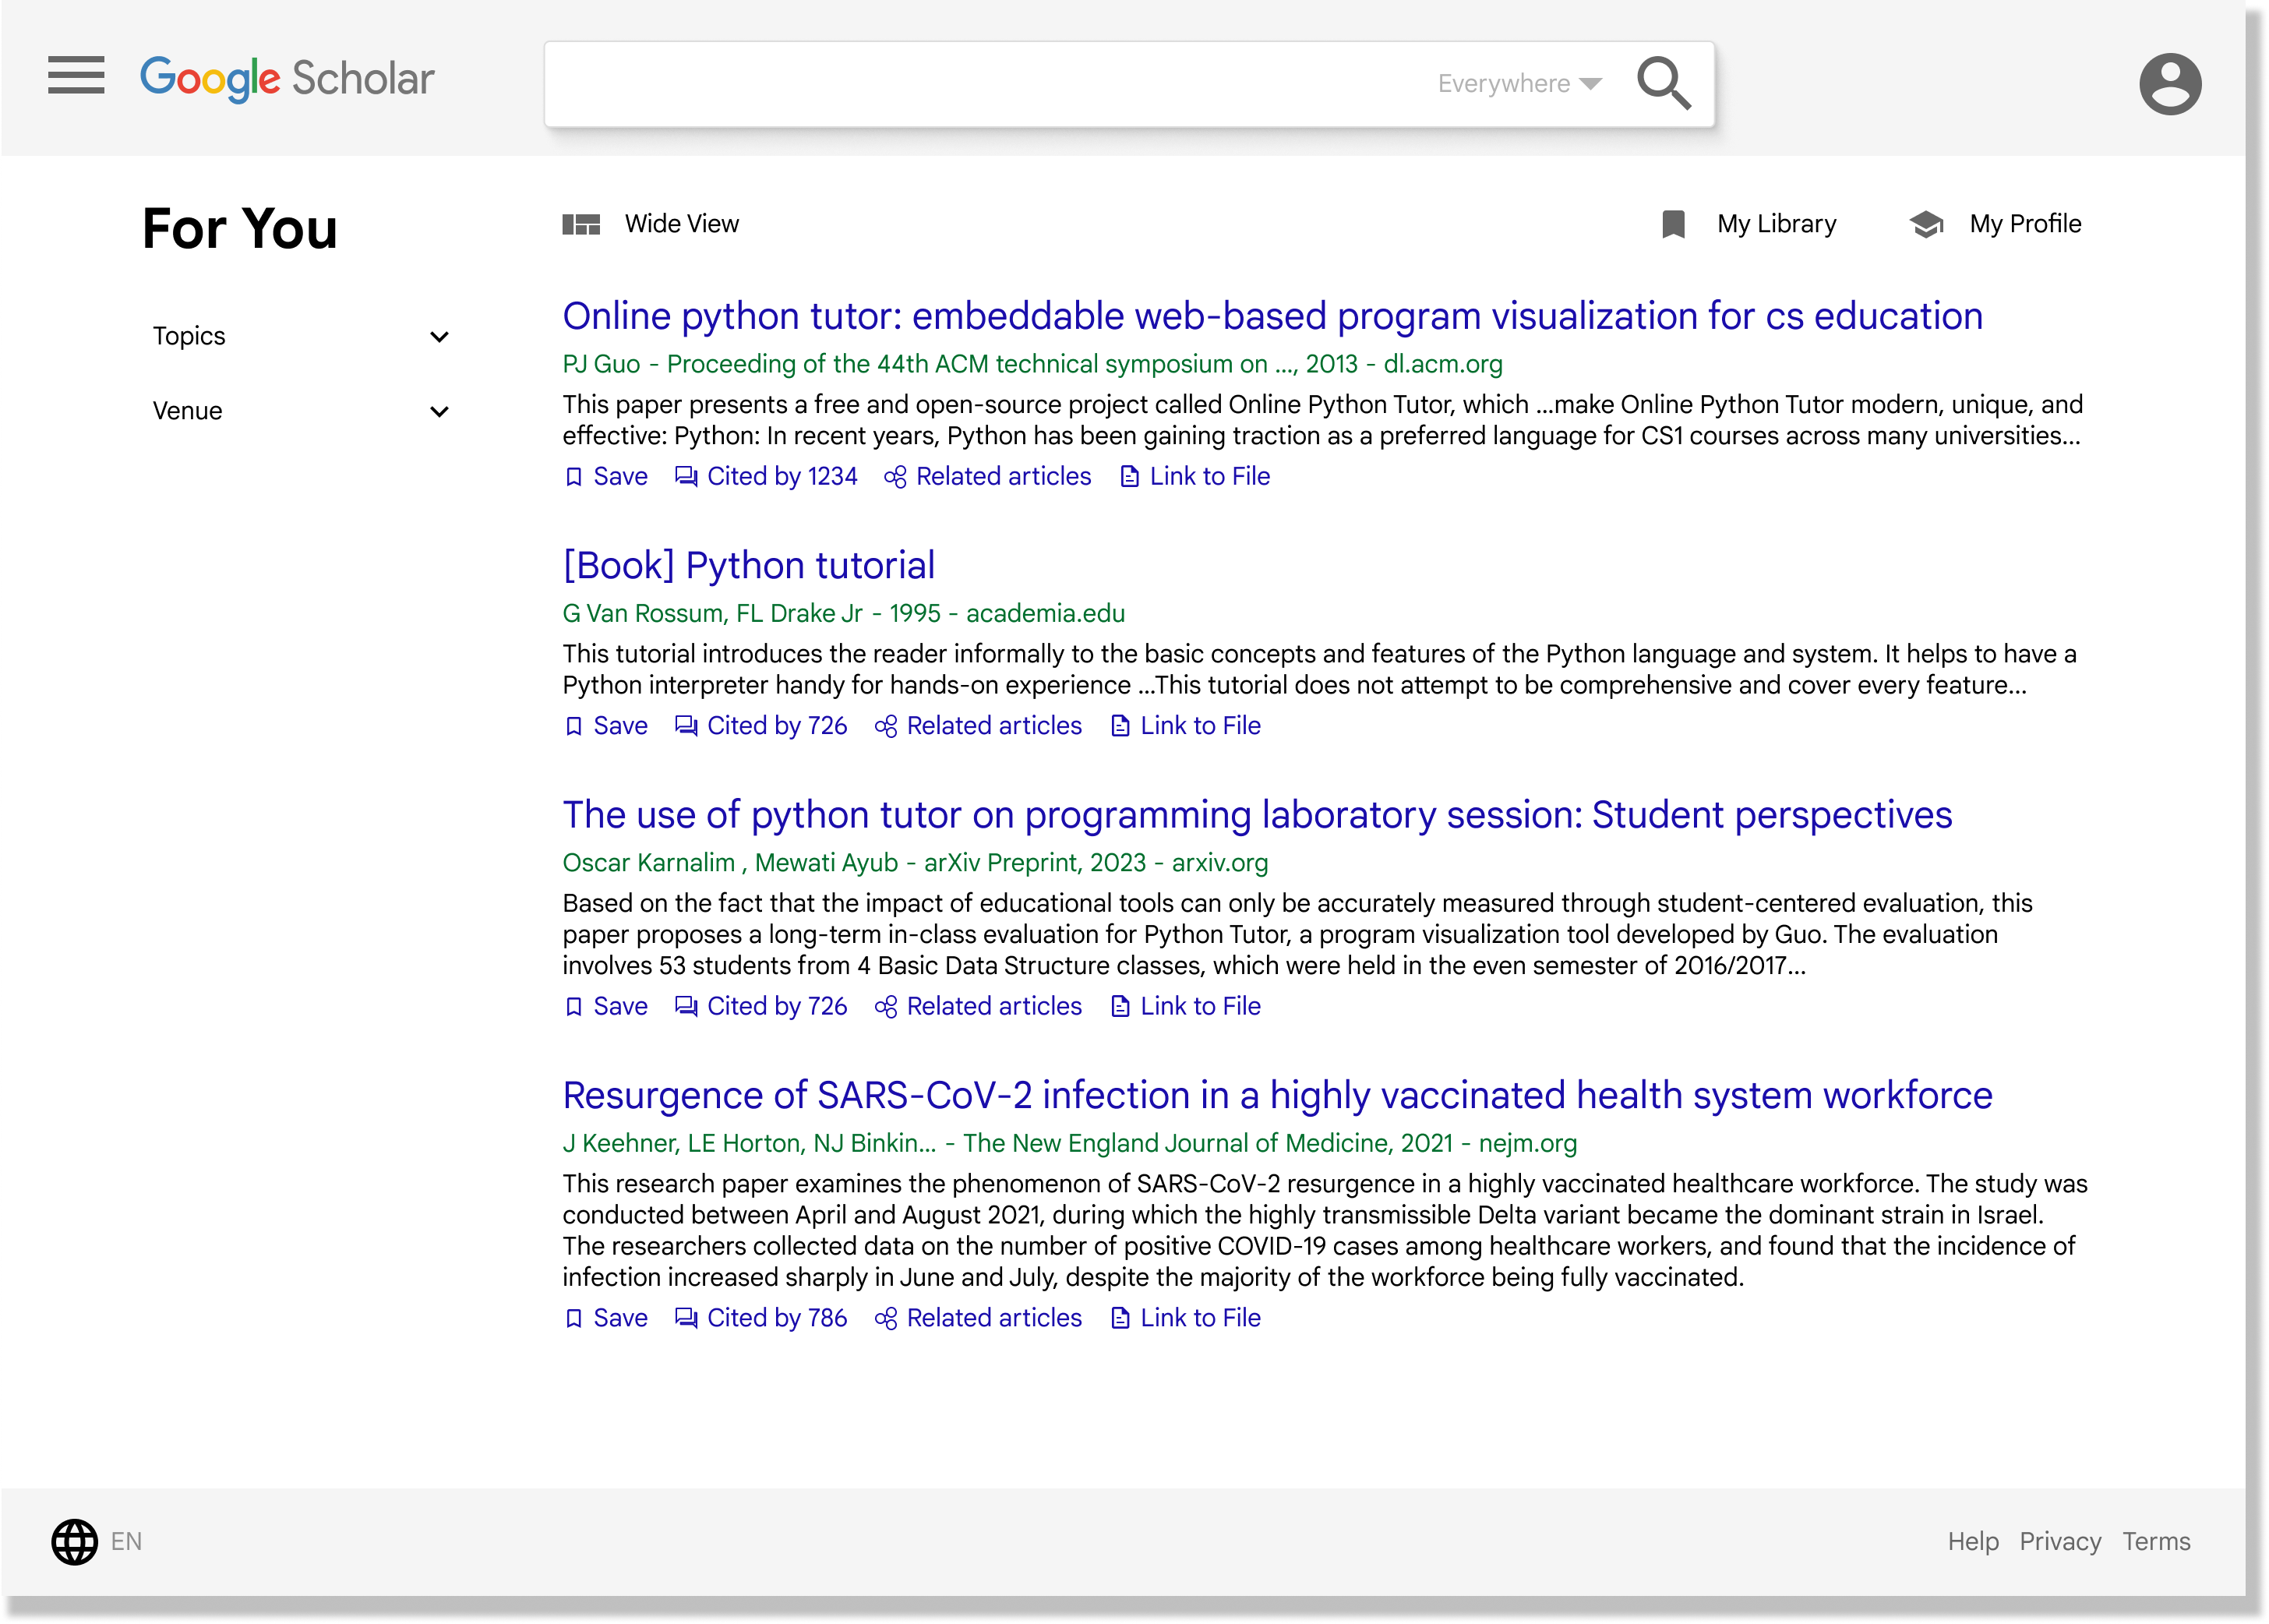 Google Scholar
Everywhere
For You
Wide View
My Library
My Profile
Topics
Venue
Online python tutor: embeddable web-based program visualization for cs education
PJ Guo - Proceeding of the 44th ACM technical symposium on ..., 2013 - dl.acm.org
This paper presents a free and open-source project called Online Python Tutor, which ...make Online Python Tutor modern, unique, and
effective: Python: In recent years, Python has been gaining traction as a preferred language for CS1 courses across many universities...
Save Cited by 1234 Related articles Link to File
[Book] Python tutorial
G Van Rossum, FL Drake Jr - 1995 - academia.edu
This tutorial introduces the reader informally to the basic concepts and features of the Python language and system. It helps to have a
Python interpreter handy for hands-on experience ...This tutorial does not attempt to be comprehensive and cover every feature...
Save Cited by 726 Related articles Link to File
The use of python tutor on programming laboratory session: Student perspectives
Oscar Karnalim , Mewati Ayub - arXiv Preprint, 2023 - arxiv.org
Based on the fact that the impact of educational tools can only be accurately measured through student-centered evaluation, this
paper proposes a long-term in-class evaluation for Python Tutor, a program visualization tool developed by Guo. The evaluation
involves 53 students from 4 Basic Data Structure classes, which were held in the even semester of 2016/2017...
Save Cited by 726 Related articles Link to File
Resurgence of SARS-CoV-2 infection in a highly vaccinated health system workforce
J Keehner, LE Horton, NJ Binkin... - The New England Journal of Medicine, 2021 - nejm.org
This research paper examines the phenomenon of SARS-CoV-2 resurgence in a highly vaccinated healthcare workforce. The study was
conducted between April and August 2021, during which the highly transmissible Delta variant became the dominant strain in Israel.
The researchers collected data on the number of positive COVID-19 cases among healthcare workers, and found that the incidence of
infection increased sharply in June and July, despite the majority of the workforce being fully vaccinated.
Save Cited by 786 Related articles Link to File
EN
Help Privacy Terms